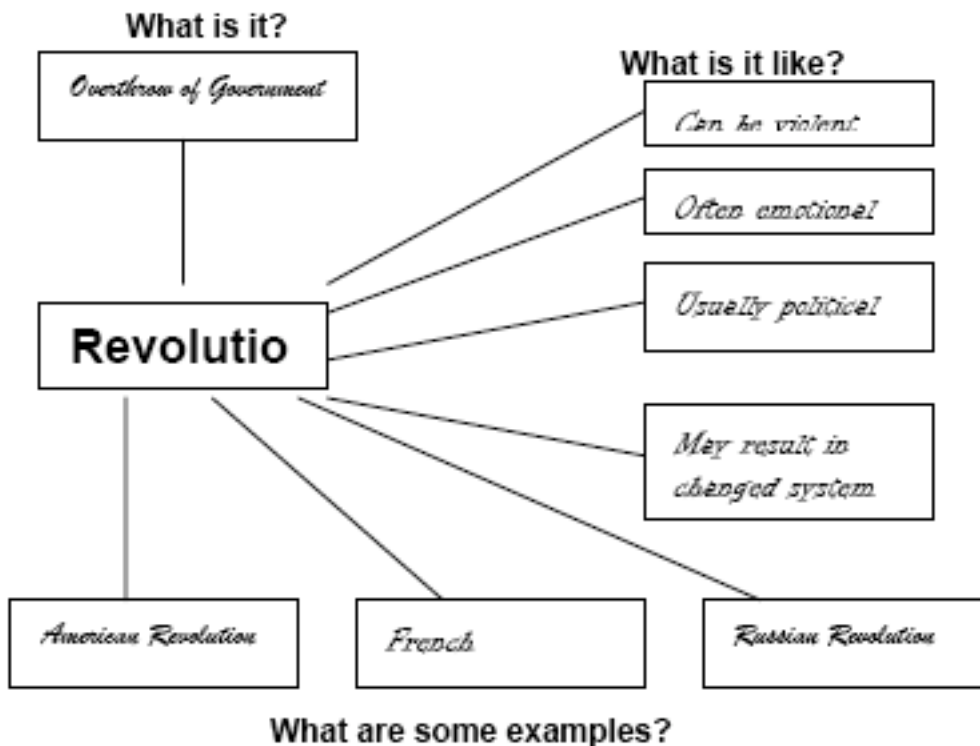 What is it?
Overthrow of Government
What is it like?
Can be violent
Often emotional
Usually political
Revolutio
May result in
changed system
American Revolution
French
Russian Revolution
What are some examples?